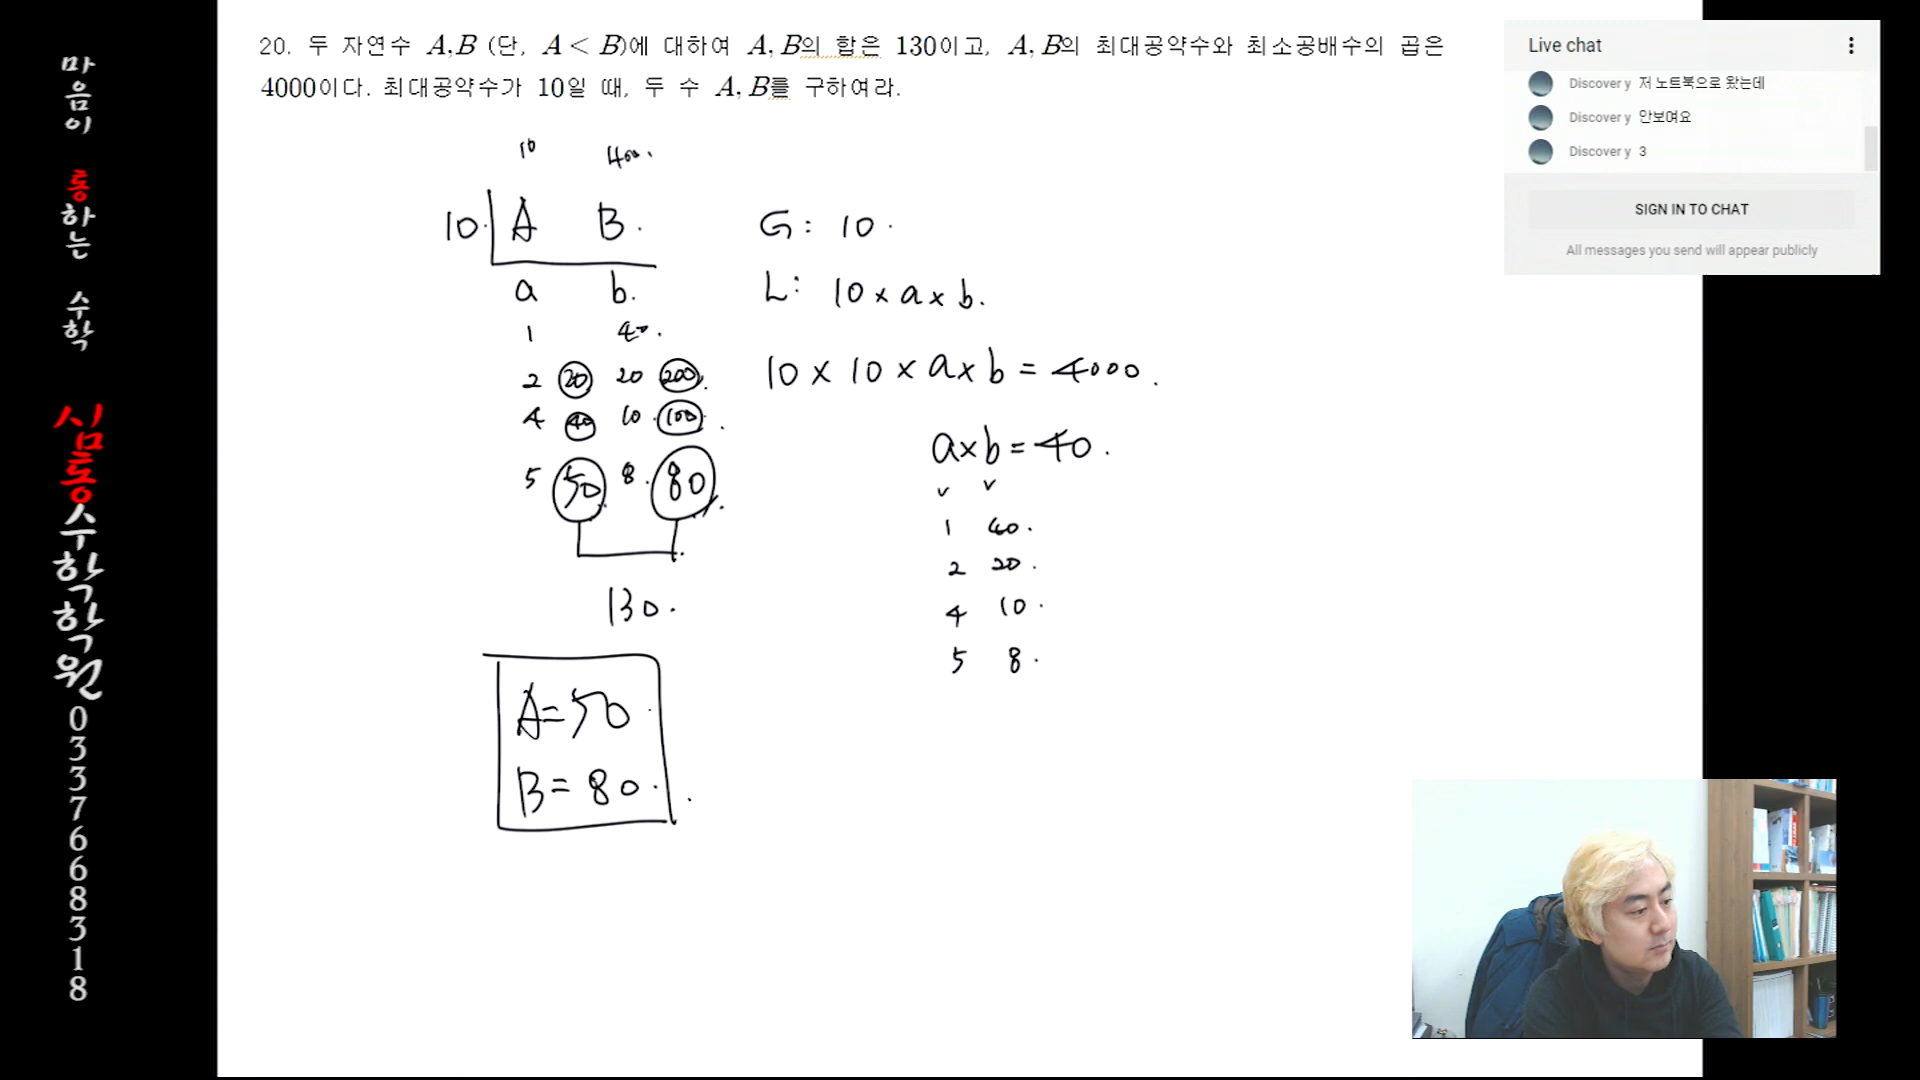 마음이 통하는 수학
심통수학학원
0337668318
20. 두 자연수 A,B (단, A < B)에 대하여 A, B의 합은 130이고, A, B의 최대공약수와 최소공배수의 곱은
4000이다. 최대공약수가 10일 때, 두 수 A, B를 구하여라.
10 400.
10. A B.
a b.
1 40.
2 20 20 200.
4 40 10 100.
5 50 8. 80
130.
A=50
B=80.
G: 10.
L: 10×a×b.
10×10×a×b=4000.
a×b=40.
1 40.
2 20.
4 10.
5 8.
Live chat
Discover y 저 노트북으로 왔는데
Discover y 안보여요
Discover y 3
SIGN IN TO CHAT
All messages you send will appear publicly